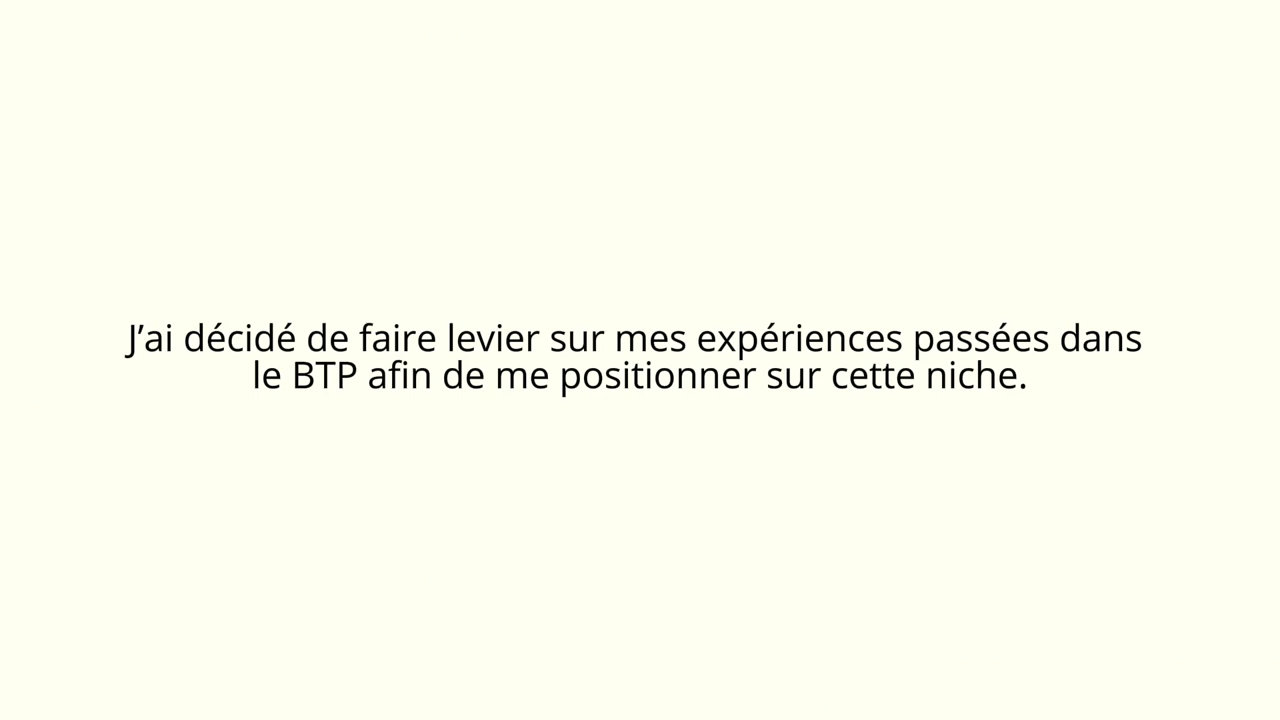 J’ai décidé de faire levier sur mes expériences passées dans
le BTP afin de me positionner sur cette niche.